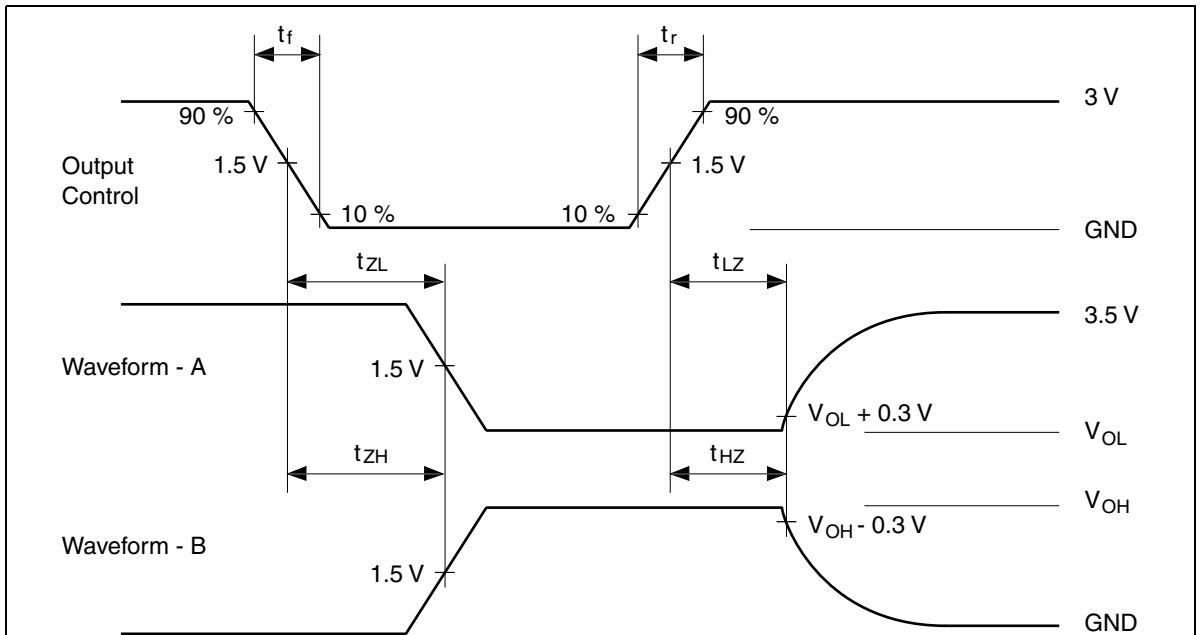 tf
tr
3 V
90 %
90 %
Output
Control
1.5 V
1.5 V
10 %
10 %
GND
tZL
tLZ
3.5 V
Waveform - A
1.5 V
VOL + 0.3 V
VOL
tZH
tHZ
VOH
VOH - 0.3 V
Waveform - B
1.5 V
GND